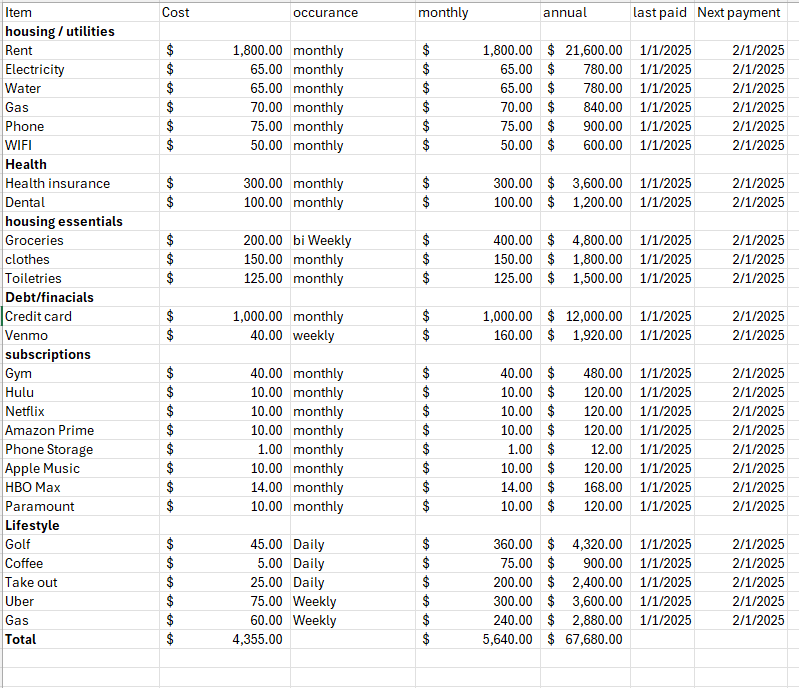 Item Cost occurance monthly annual last paid Next payment
housing / utilities
Rent $ 1,800.00 monthly $ 1,800.00 $ 21,600.00 1/1/2025 2/1/2025
Electricity $ 65.00 monthly $ 65.00 $ 780.00 1/1/2025 2/1/2025
Water $ 65.00 monthly $ 65.00 $ 780.00 1/1/2025 2/1/2025
Gas $ 70.00 monthly $ 70.00 $ 840.00 1/1/2025 2/1/2025
Phone $ 75.00 monthly $ 75.00 $ 900.00 1/1/2025 2/1/2025
WIFI $ 50.00 monthly $ 50.00 $ 600.00 1/1/2025 2/1/2025
Health
Health insurance $ 300.00 monthly $ 300.00 $ 3,600.00 1/1/2025 2/1/2025
Dental $ 100.00 monthly $ 100.00 $ 1,200.00 1/1/2025 2/1/2025
housing essentials
Groceries $ 200.00 bi Weekly $ 400.00 $ 4,800.00 1/1/2025 2/1/2025
clothes $ 150.00 monthly $ 150.00 $ 1,800.00 1/1/2025 2/1/2025
Toiletries $ 125.00 monthly $ 125.00 $ 1,500.00 1/1/2025 2/1/2025
Debt/finacials
Credit card $ 1,000.00 monthly $ 1,000.00 $ 12,000.00 1/1/2025 2/1/2025
Venmo $ 40.00 weekly $ 160.00 $ 1,920.00 1/1/2025 2/1/2025
subscriptions
Gym $ 40.00 monthly $ 40.00 $ 480.00 1/1/2025 2/1/2025
Hulu $ 10.00 monthly $ 10.00 $ 120.00 1/1/2025 2/1/2025
Netflix $ 10.00 monthly $ 10.00 $ 120.00 1/1/2025 2/1/2025
Amazon Prime $ 10.00 monthly $ 10.00 $ 120.00 1/1/2025 2/1/2025
Phone Storage $ 1.00 monthly $ 1.00 $ 12.00 1/1/2025 2/1/2025
Apple Music $ 10.00 monthly $ 10.00 $ 120.00 1/1/2025 2/1/2025
HBO Max $ 14.00 monthly $ 14.00 $ 168.00 1/1/2025 2/1/2025
Paramount $ 10.00 monthly $ 10.00 $ 120.00 1/1/2025 2/1/2025
Lifestyle
Golf $ 45.00 Daily $ 360.00 $ 4,320.00 1/1/2025 2/1/2025
Coffee $ 5.00 Daily $ 75.00 $ 900.00 1/1/2025 2/1/2025
Take out $ 25.00 Daily $ 200.00 $ 2,400.00 1/1/2025 2/1/2025
Uber $ 75.00 Weekly $ 300.00 $ 3,600.00 1/1/2025 2/1/2025
Gas $ 60.00 Weekly $ 240.00 $ 2,880.00 1/1/2025 2/1/2025
Total $ 4,355.00 $ 5,640.00 $ 67,680.00